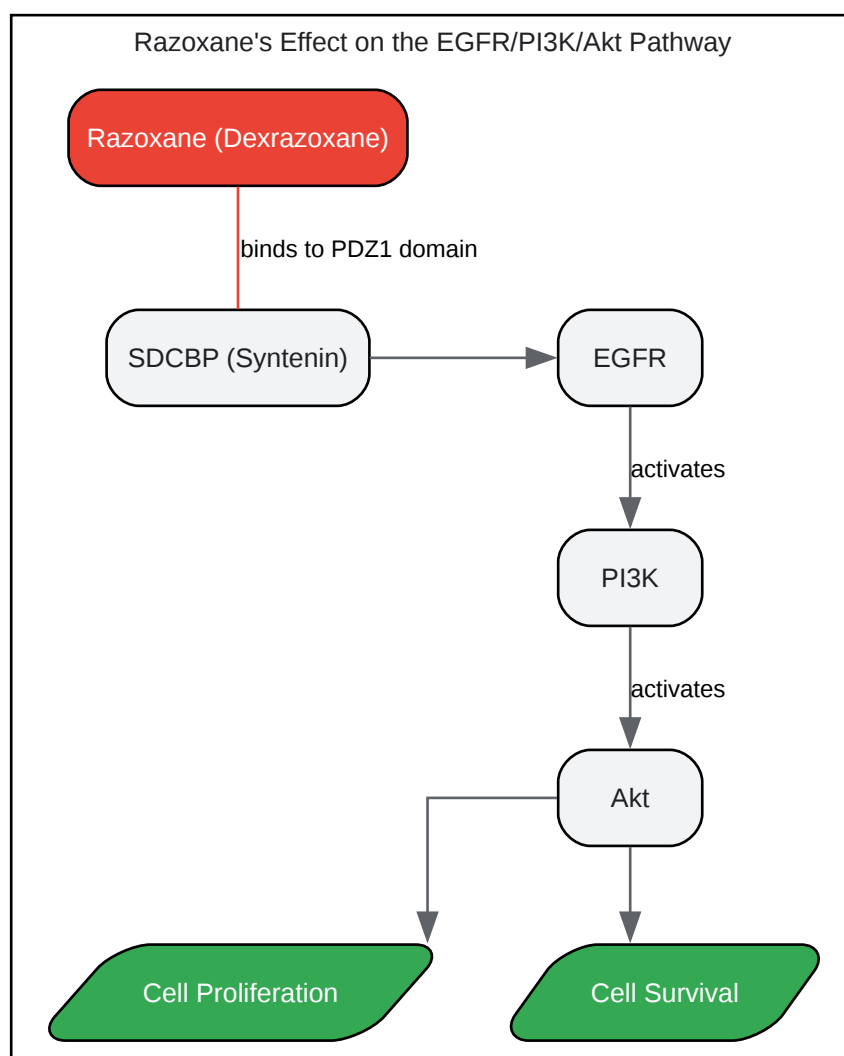 Razoxane's Effect on the EGFR/PI3K/Akt Pathway
Razoxane (Dexrazoxane)
binds to PDZ1 domain
SDCBP (Syntenin)
EGFR
activates
PI3K
activates
Akt
Cell Proliferation
Cell Survival